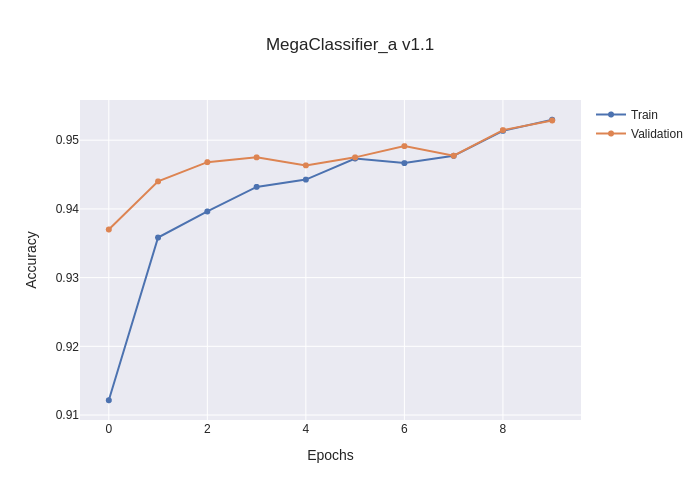 MegaClassifier_a v1.1
Train
Validation
Accuracy
0.95
0.94
0.93
0.92
0.91
0
2
4
6
8
Epochs